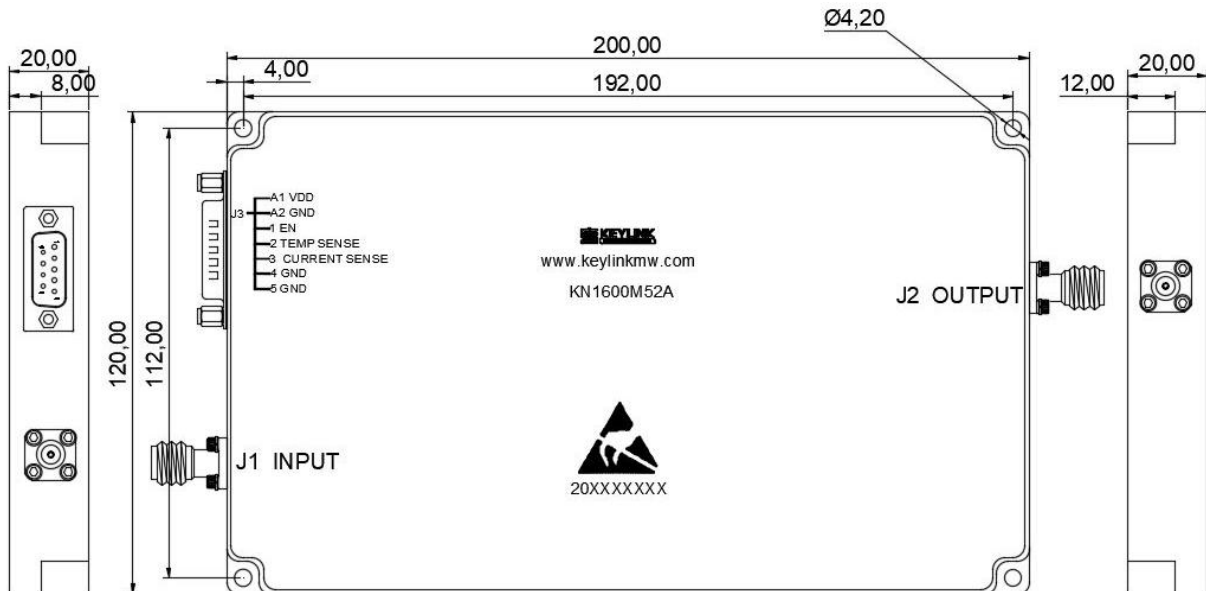 Ø4,20
200,00
20,00
4,00
20,00
8,00
192,00
12,00
A1 VDD
J3
A2 GND
1 EN
2 TEMP SENSE
3 CURRENT SENSE
4 GND
5 GND
KEYLINK
www.keylinkmw.com
KN1600M52A
J2 OUTPUT
120,00
112,00
J1 INPUT
20XXXXXXX